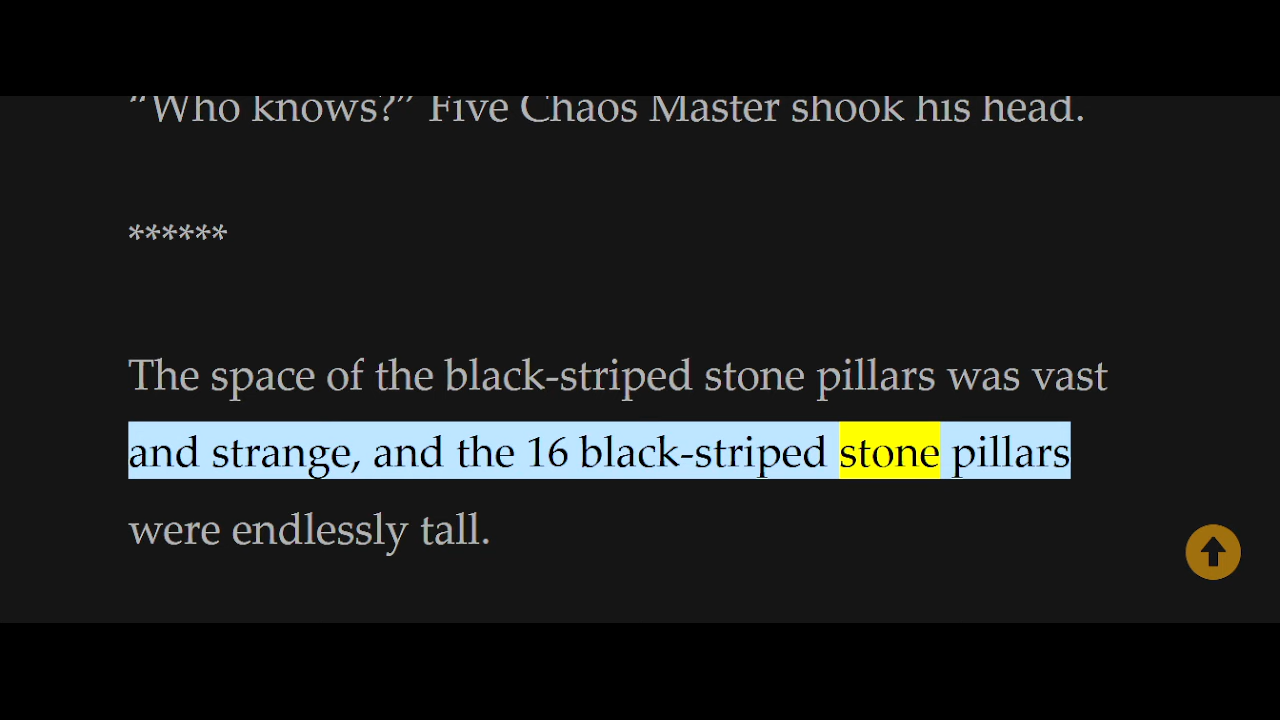 “Who knows?” Five Chaos Master shook his head.
******
The space of the black-striped stone pillars was vast
and strange, and the 16 black-striped stone pillars
were endlessly tall.